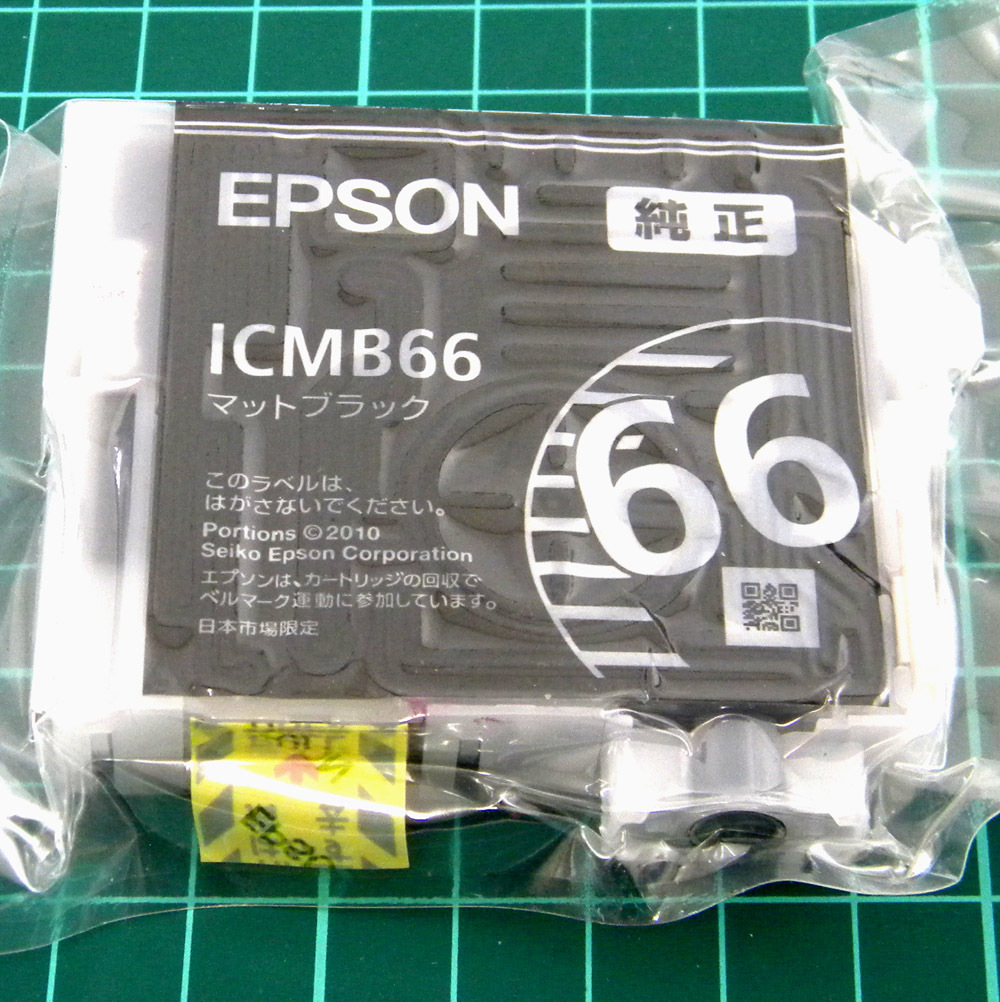 EPSON
純正
ICMB66
マットブラック
66
このラベルは、
はがさないでください。
Portions ©2010
Seiko Epson Corporation
エプソンは、カートリッジの回収で
ベルマーク運動に参加しています。
日本市場限定